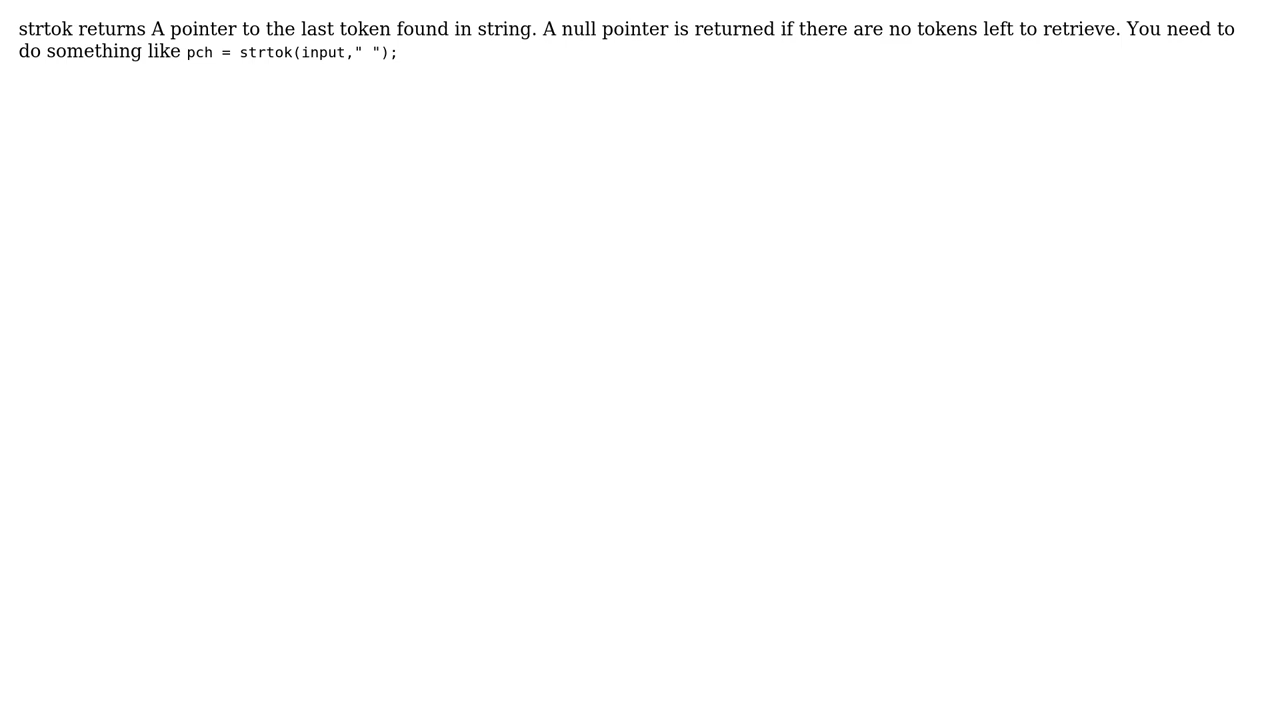 strtok returns A pointer to the last token found in string. A null pointer is returned if there are no tokens left to retrieve. You need to
do something like pch = strtok(input," ");